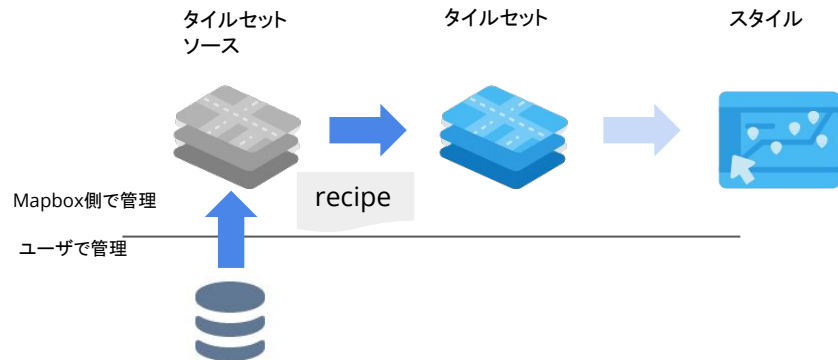 タイルセット
ソース
タイルセット
スタイル
recipe
Mapbox側で管理
ユーザで管理